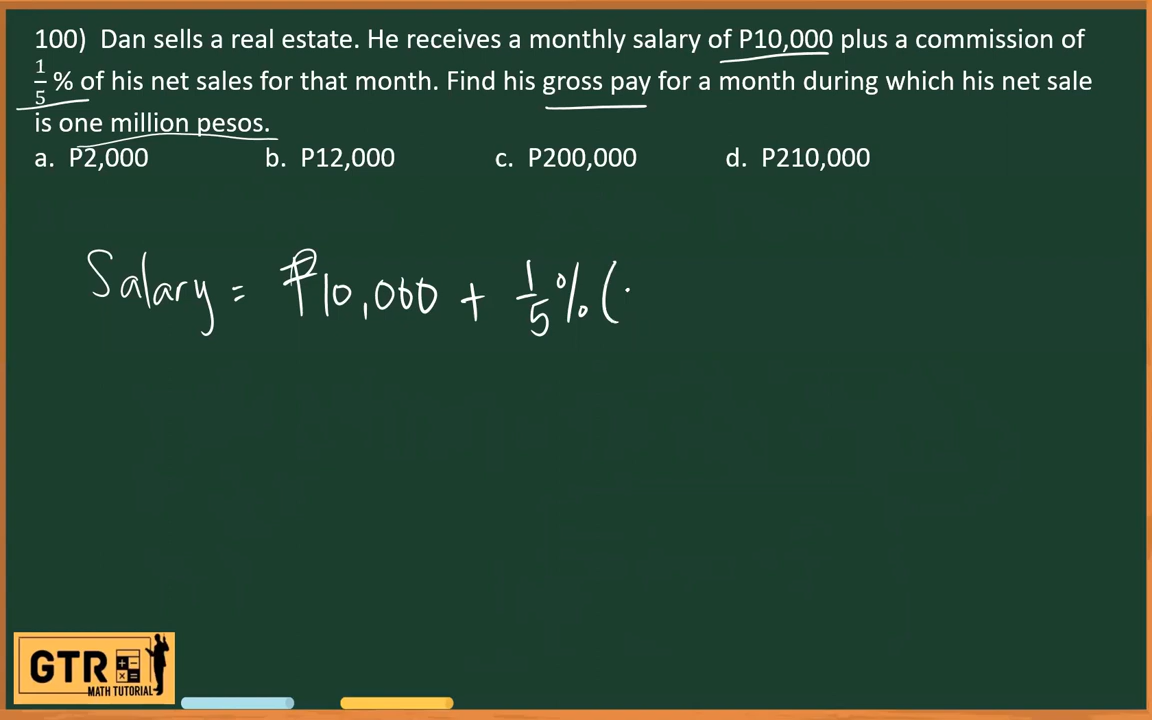 100) Dan sells a real estate. He receives a monthly salary of P10,000 plus a commission of
1/5 % of his net sales for that month. Find his gross pay for a month during which his net sale
is one million pesos.
a. P2,000 b. P12,000 c. P200,000 d. P210,000
Salary = ₱10,000 + 1/5 % (
GTR
MATH TUTORIAL